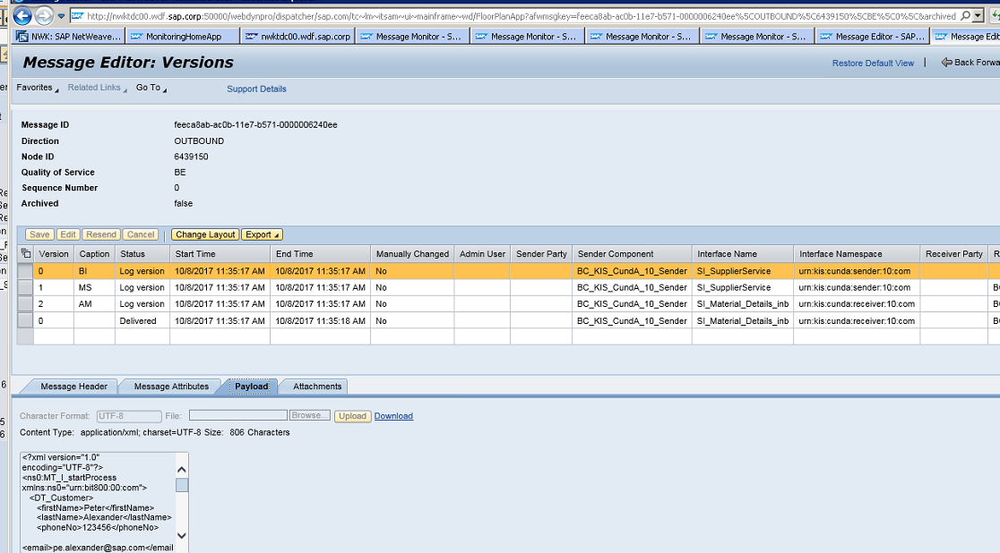 http://nwktdc00.wdf.sap.corp:50000/webdynpro/dispatcher/sap.com/tc~lm~itsam~ui~mainframe~wd/FloorPlanApp?afwmsgkey=feeca8ab-ac0b-11e7-b571-0000006240ee%5COUTBOUND%5C6439150%5CBE%5C0%5C&archived
NWK: SAP NetWeave... MonitoringHomeApp nwktdc00.wdf.sap.corp Message Monitor - S... Message Monitor - S... Message Monitor - S... Message Monitor - S... Message Editor - SAP... Message Edit
Message Editor: Versions Restore Default View | Back Forwa
Favorites Related Links Go To Support Details
Message ID feeca8ab-ac0b-11e7-b571-0000006240ee
Direction OUTBOUND
Node ID 6439150
Quality of Service BE
Sequence Number 0
Archived false
Save Edit Resend Cancel Change Layout Export
Version Caption Status Start Time End Time Manually Changed Admin User Sender Party Sender Component Interface Name Interface Namespace Receiver Party R
0 BI Log version 10/8/2017 11:35:17 AM 10/8/2017 11:35:17 AM No BC_KIS_CundA_10_Sender SI_SupplierService urn:kis:cunda:sender:10:com
1 MS Log version 10/8/2017 11:35:17 AM 10/8/2017 11:35:17 AM No BC_KIS_CundA_10_Sender SI_SupplierService urn:kis:cunda:sender:10:com
2 AM Log version 10/8/2017 11:35:17 AM 10/8/2017 11:35:17 AM No BC_KIS_CundA_10_Sender SI_Material_Details_inb urn:kis:cunda:receiver:10:com
0 Delivered 10/8/2017 11:35:17 AM 10/8/2017 11:35:18 AM No BC_KIS_CundA_10_Sender SI_Material_Details_inb urn:kis:cunda:receiver:10:com
Message Header Message Attributes Payload Attachments
Character Format: UTF-8 File: Browse... Upload Download
Content Type: application/xml; charset=UTF-8 Size: 806 Characters
<?xml version="1.0"
encoding="UTF-8"?>
<ns0:MT_I_startProcess
xmlns:ns0="urn:bit800:00:com">
<DT_Customer>
<firstName>Peter</firstName>
<lastName>Alexander</lastName>
<phoneNo>123456</phoneNo>
<email>pe.alexander@sap.com</email